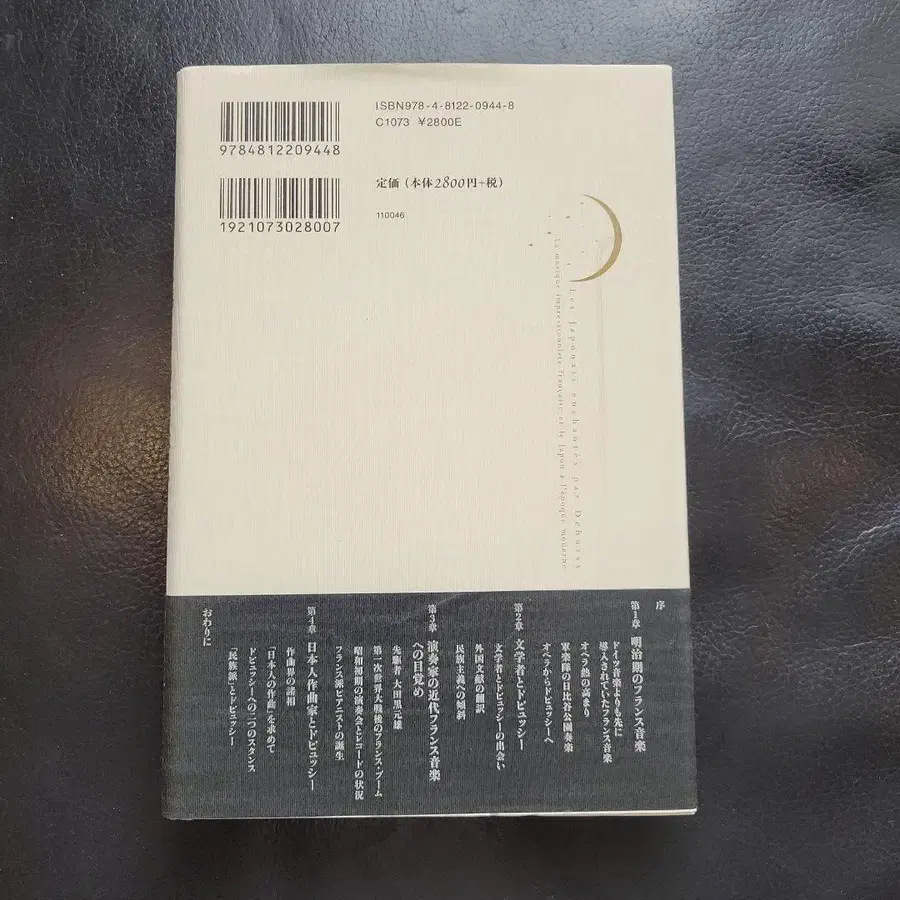 ISBN978-4-8122-0944-8
C1073 ¥2800E
9784812209448
定価（本体2800円+税）
1921073028007
110046
Les Japonais enchantés par Debussy
La musique impressionniste française et le Japon à l'époque moderne
序
第1章 明治期のフランス音楽
ドイツ音楽よりも先に
導入されていたフランス音楽
オペラ熱の高まり
軍楽隊の日比谷公園奏楽
オペラからドビュッシーへ
第2章 文学者とドビュッシー
文学者とドビュッシーの出会い
外国文献の翻訳
民族主義への傾斜
第3章 演奏家の近代フランス音楽
への目覚め
先駆者 大田黒元雄
第一次世界大戦後のフランス・ブーム
昭和初期の演奏会とレコードの状況
フランス派ピアニストの誕生
第4章 日本人作曲家とドビュッシー
作曲界の諸相
「日本人の作曲」を求めて
ドビュッシーへの二つのスタンス
「民族派」とドビュッシー
おわりに